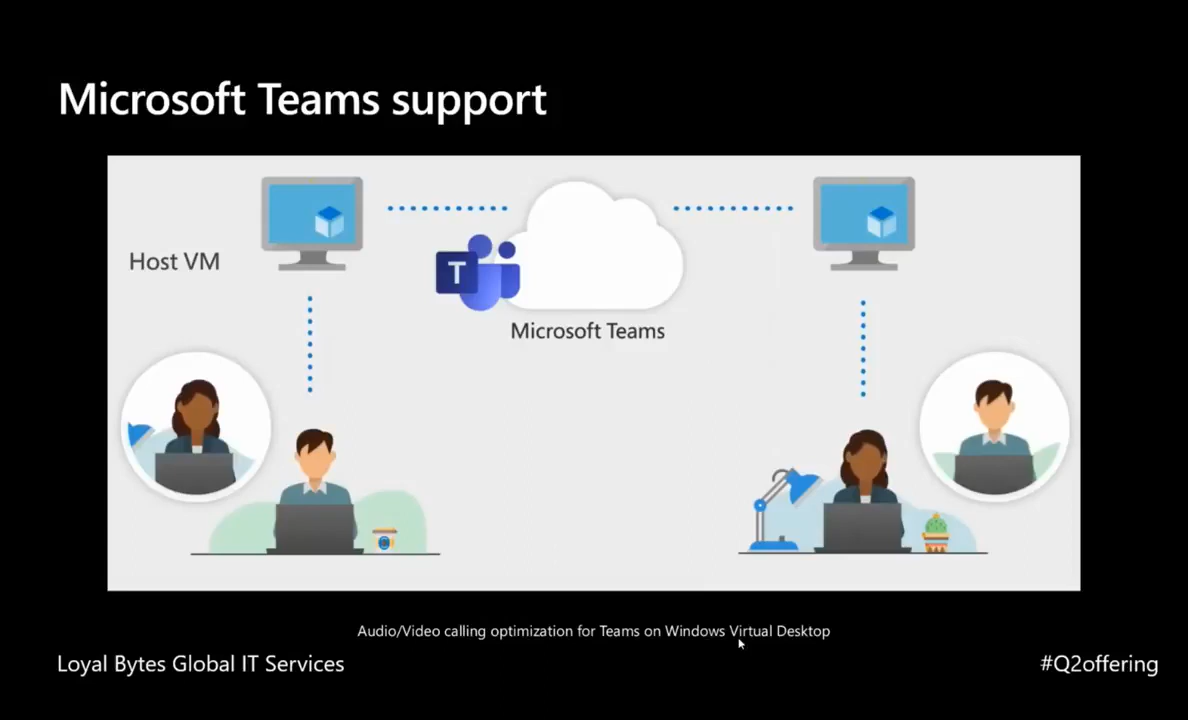 Microsoft Teams support
Host VM
T
Microsoft Teams
Audio/Video calling optimization for Teams on Windows Virtual Desktop
Loyal Bytes Global IT Services
#Q2offering